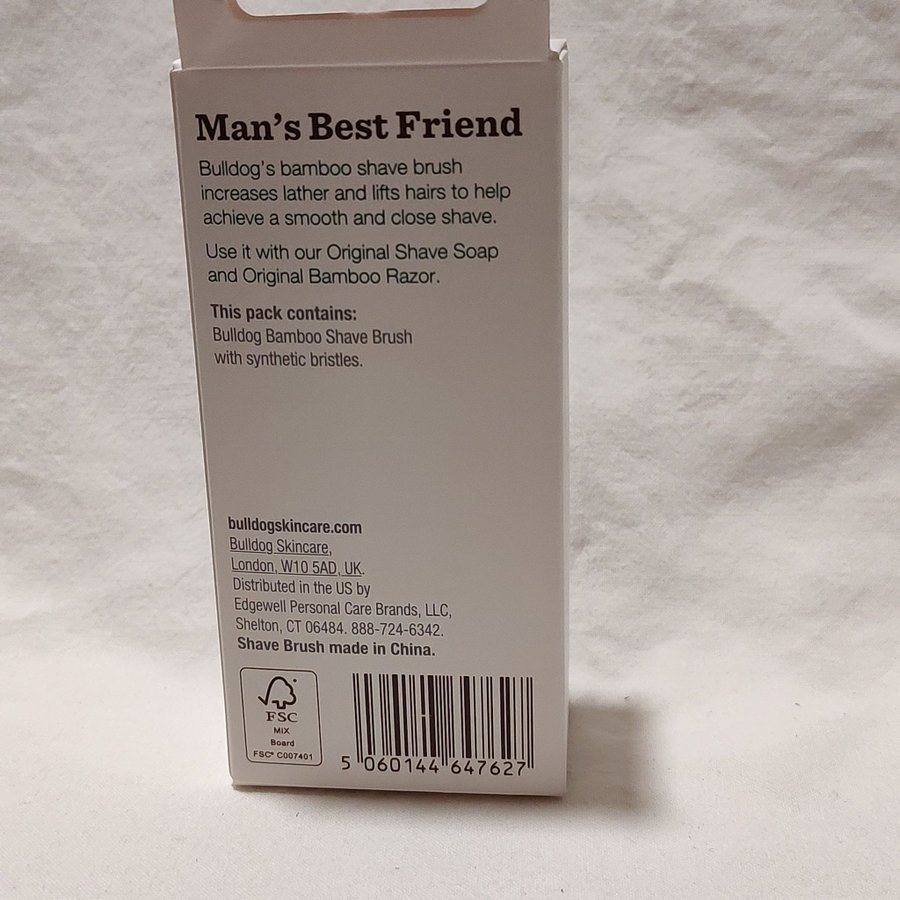 Man's Best Friend
Bulldog's bamboo shave brush
increases lather and lifts hairs to help
achieve a smooth and close shave.
Use it with our Original Shave Soap
and Original Bamboo Razor.
This pack contains:
Bulldog Bamboo Shave Brush
with synthetic bristles.
bulldogskincare.com
Bulldog Skincare,
London, W10 5AD, UK.
Distributed in the US by
Edgewell Personal Care Brands, LLC,
Shelton, CT 06484. 888-724-6342.
Shave Brush made in China.
FSC
MIX
Board
FSC® C007401
5 060144 647627